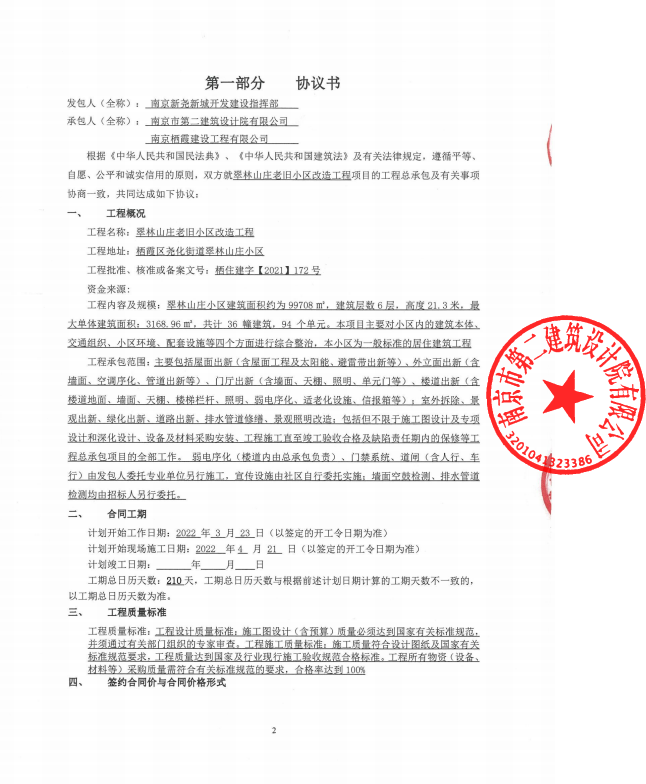 第一部分 协议书
发包人（全称）： 南京新尧新城开发建设指挥部
承包人（全称）： 南京市第二建筑设计院有限公司
南京栖霞建设工程有限公司
根据《中华人民共和国民法典》、《中华人民共和国建筑法》及有关法律规定，遵循平等、
自愿、公平和诚实信用的原则，双方就翠林山庄老旧小区改造工程项目的工程总承包及有关事项
协商一致，共同达成如下协议：
一、 工程概况
工程名称：翠林山庄老旧小区改造工程
工程地址：栖霞区尧化街道翠林山庄小区
工程批准、核准或备案文号：栖住建字【2021】172号
资金来源：
工程内容及规模：翠林山庄小区建筑面积约为99708㎡，建筑层数6层，高度21.3米，最
大单体建筑面积：3168.96㎡，共计 36 幢建筑，94 个单元。本项目主要对小区内的建筑本体、
交通组织、小区环境、配套设施等四个方面进行综合整治，本小区为一般标准的居住建筑工程
工程承包范围：主要包括屋面出新（含屋面工程及太阳能、避雷带出新等）、外立面出新（含
墙面、空调序化、管道出新等）、门厅出新（含墙面、天棚、照明、单元门等）、楼道出新（含
楼道地面、墙面、天棚、楼梯栏杆、照明、弱电序化、适老化设施、信报箱等）；室外拆除、景
观出新、绿化出新、道路出新、排水管道修缮、景观照明改造；包括但不限于施工图设计及专项
设计和深化设计、设备及材料采购安装、工程施工直至竣工验收合格及缺陷责任期内的保修等工
程总承包项目的全部工作。 弱电序化（楼道内由总承包负责）、门禁系统、道闸（含人行、车
行）由发包人委托专业单位另行施工，宣传设施由社区自行委托实施；墙面空鼓检测、排水管道
检测均由招标人另行委托。
二、 合同工期
计划开始工作日期：2022 年 3 月 23 日（以签定的开工令日期为准）
计划开始现场施工日期：2022 年 4 月 21 日（以签定的开工令日期为准）
计划竣工日期：______年_____月____日
工期总日历天数：210天，工期总日历天数与根据前述计划日期计算的工期天数不一致的，
以工期总日历天数为准。
三、 工程质量标准
工程质量标准：工程设计质量标准：施工图设计（含预算）质量必须达到国家有关标准规范，
并须通过有关部门组织的专家审查。工程施工质量标准：施工质量符合设计图纸及国家有关
标准规范要求，工程质量达到国家及行业现行施工验收规范合格标准。工程所有物资（设备、
材料等）采购质量需符合有关标准规范的要求，合格率达到100%
四、 签约合同价与合同价格形式
2
南京市第二建筑设计院有限公司
3201041323386